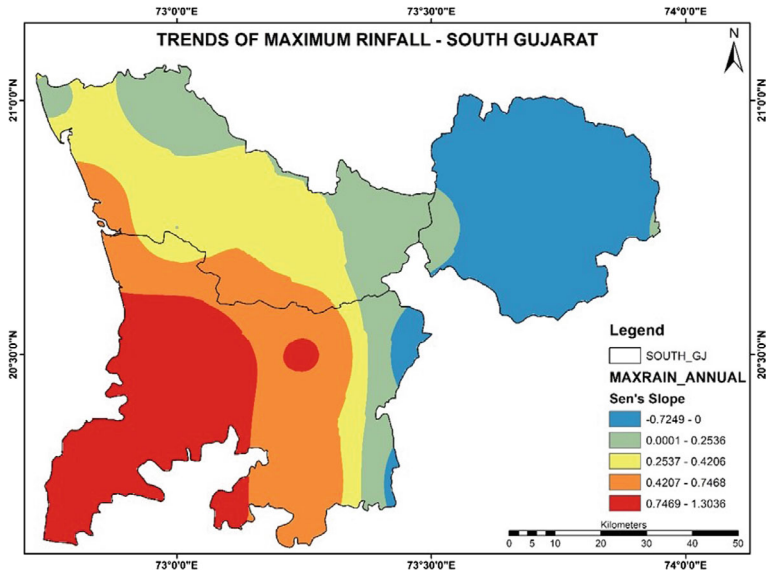 73°0'0"E
73°30'0"E
74°0'0"E
TRENDS OF MAXIMUM RINFALL - SOUTH GUJARAT
N
21°0'0"N
21°0'0"N
20°30'0"N
20°30'0"N
Legend
SOUTH_GJ
MAXRAIN_ANNUAL
Sen's Slope
-0.7249 - 0
0.0001 - 0.2536
0.2537 - 0.4206
0.4207 - 0.7468
0.7469 - 1.3036
Kilometers
0 5 10 20 30 40 50
73°0'0"E
73°30'0"E
74°0'0"E